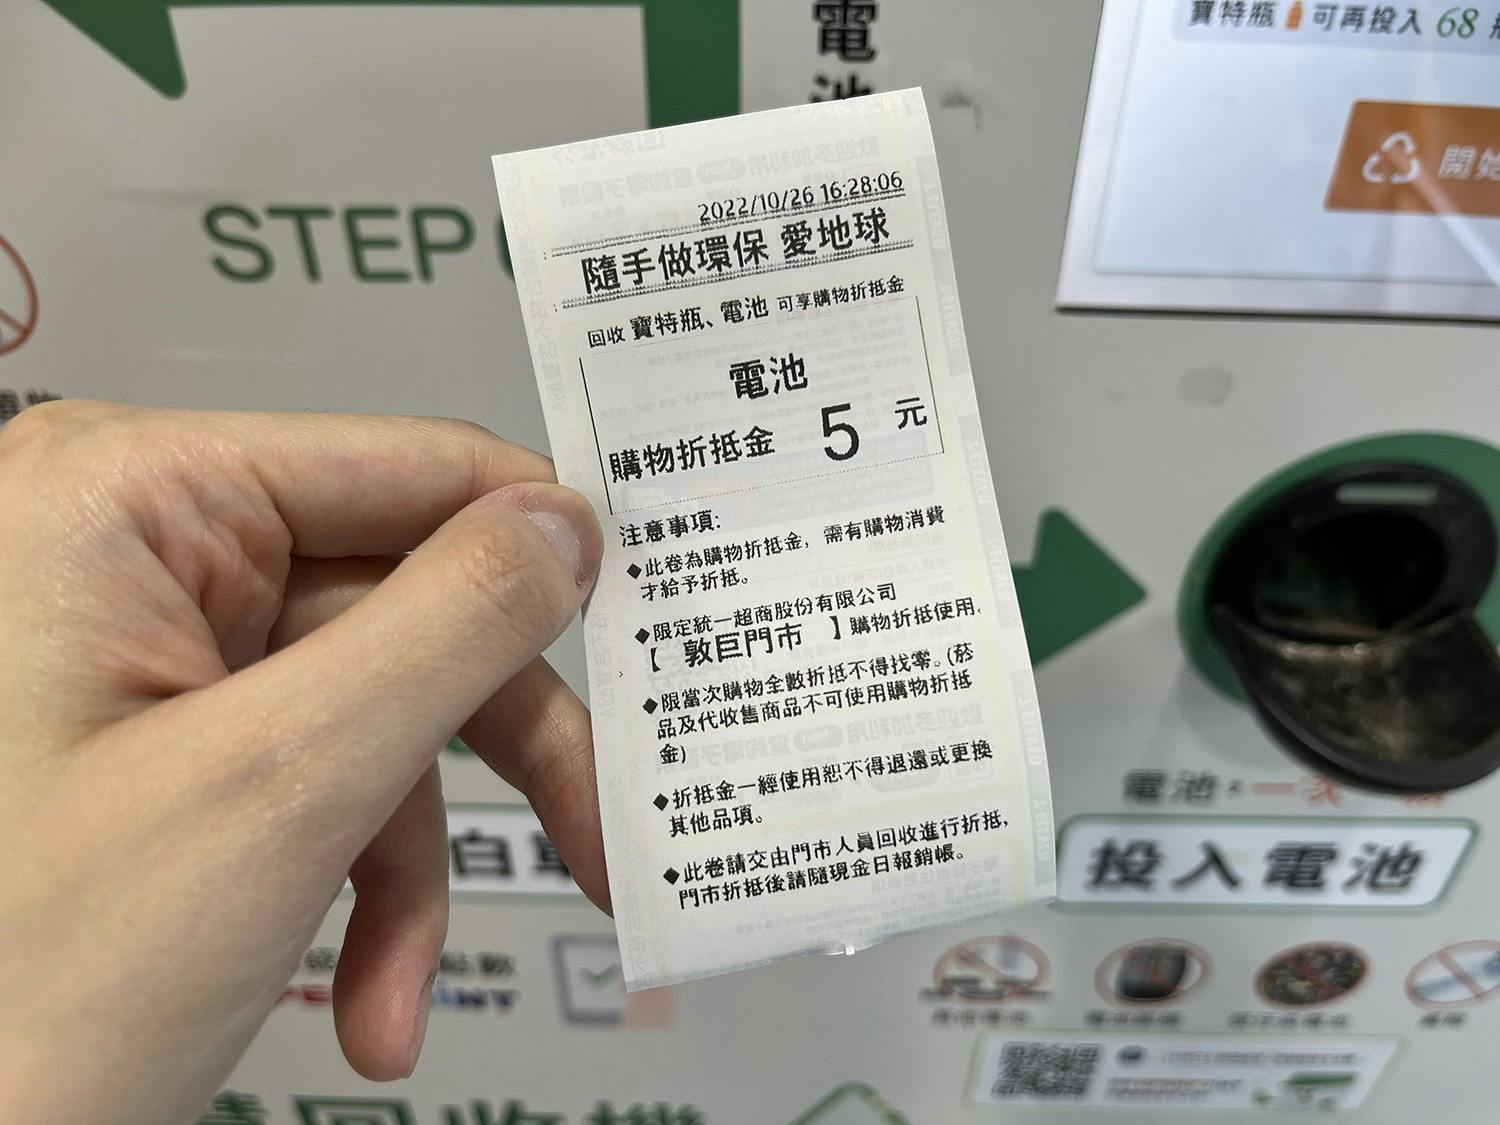 電池
寶特瓶 可再投入 68
開始
STEP
2022/10/26 16:28:06
隨手做環保 愛地球
回收 寶特瓶、電池 可享購物折抵金
電池
購物折抵金 5 元
注意事項:
◆此卷為購物折抵金，需有購物消費
才給予折抵。
◆限定統一超商股份有限公司
【 敦巨門市 】購物折抵使用.
◆限當次購物全數折抵不得找零。(菸
品及代收售商品不可使用購物折抵
金)
◆折抵金一經使用恕不得退還或更換
其他品項。
◆此卷請交由門市人員回收進行折抵，
門市折抵後請隨現金日報銷帳。
電池
投入電池
回收機